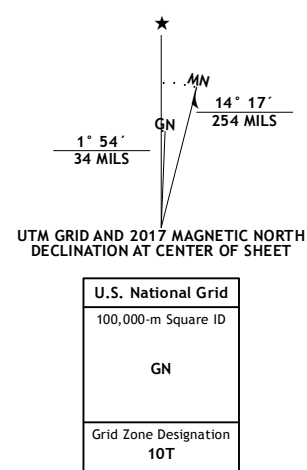 ★
MN
GN
14° 17´
254 MILS
1° 54´
34 MILS
UTM GRID AND 2017 MAGNETIC NORTH
DECLINATION AT CENTER OF SHEET
U.S. National Grid
100,000-m Square ID
GN
Grid Zone Designation
10T